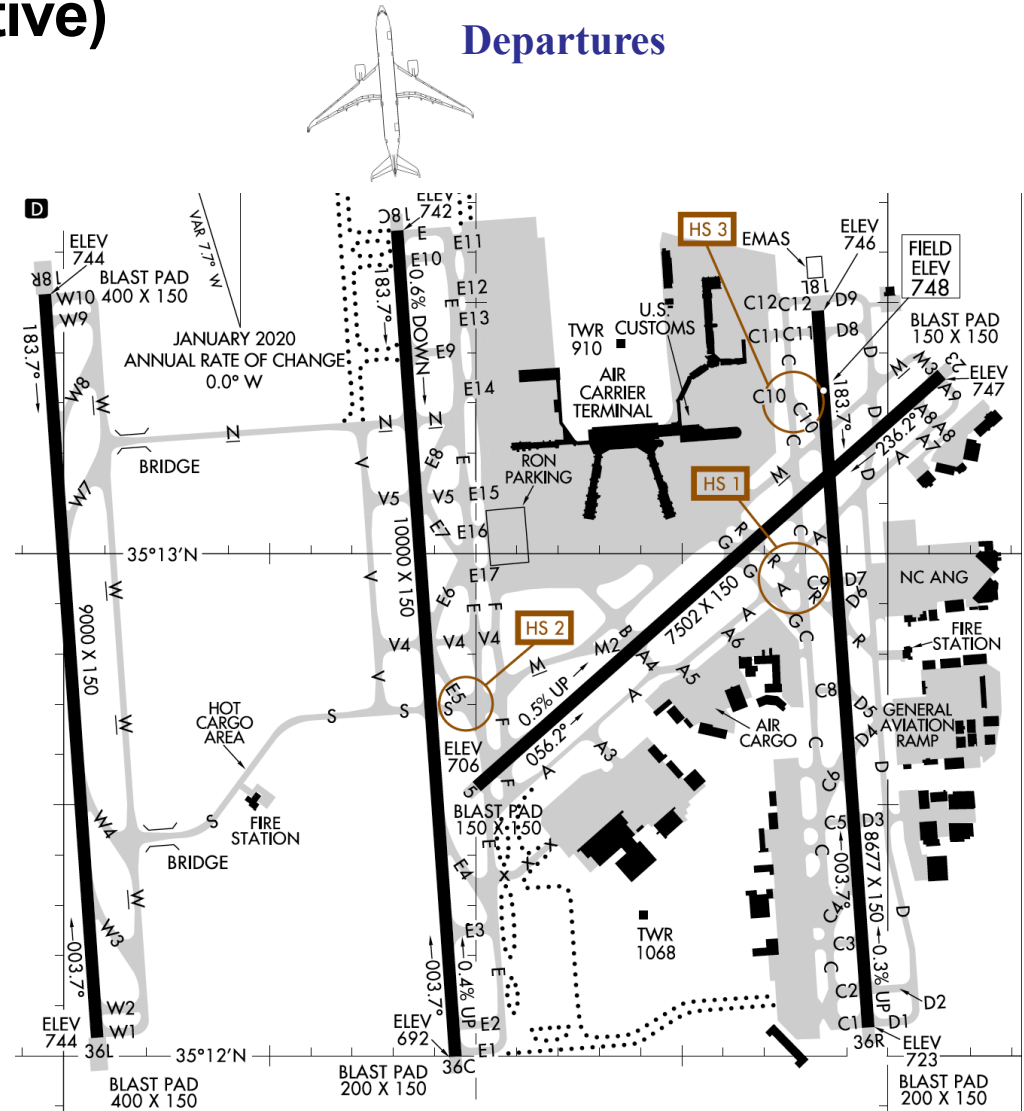 tive)
Departures
D
VAR 7.7° W
JANUARY 2020
ANNUAL RATE OF CHANGE
0.0° W
ELEV
744
BLAST PAD
400 X 150
18R
W10
W9
183.7°
W8
W
N
BRIDGE
W7
W
9000 X 150
W
W4
BRIDGE
W
W3
003.7°
W2
W1
ELEV
744
36L
BLAST PAD
400 X 150
35°13'N
35°12'N
HOT
CARGO
AREA
FIRE
STATION
S
S
S
S
18C
ELEV
742
E
E10
E11
183.7°
0.6% DOWN
E12
E
E13
E9
E14
N
N
E8
E
V
V5
V5
E15
E7
E16
10000 X 150
V
E17
E6
E
F
V4
V4
V4
V
E5
HS 2
F
M
M2
B
F
ELEV
706
5
BLAST PAD
150 X 150
0.5% UP
056.2°
E
E4
X
X
X
E3
E
003.7°
0.4% UP
E2
E1
ELEV
692
36C
BLAST PAD
200 X 150
TWR
910
U.S.
CUSTOMS
AIR
CARRIER
TERMINAL
RON
PARKING
HS 3
EMAS
ELEV
746
FIELD
ELEV
748
18L
C12
C12
D9
C11
C11
D8
BLAST PAD
150 X 150
C
D
M
M3
23
ELEV
747
C10
C10
183.7°
D
A9
A8
A8
A7
236.2°
C
D
A
M
HS 1
R
G
G
R
C
A
A
C9
D7
D6
R
NC ANG
7502 X 150
A
G
C
R
FIRE
STATION
A6
A4
A5
A
A3
A
C8
D5
D4
GENERAL
AVIATION
RAMP
AIR
CARGO
C
D
C6
C5
D3
C
003.7°
8677 X 150
C4
D
C3
C
0.3% UP
C2
D2
C1
D1
36R
ELEV
723
BLAST PAD
200 X 150
TWR
1068